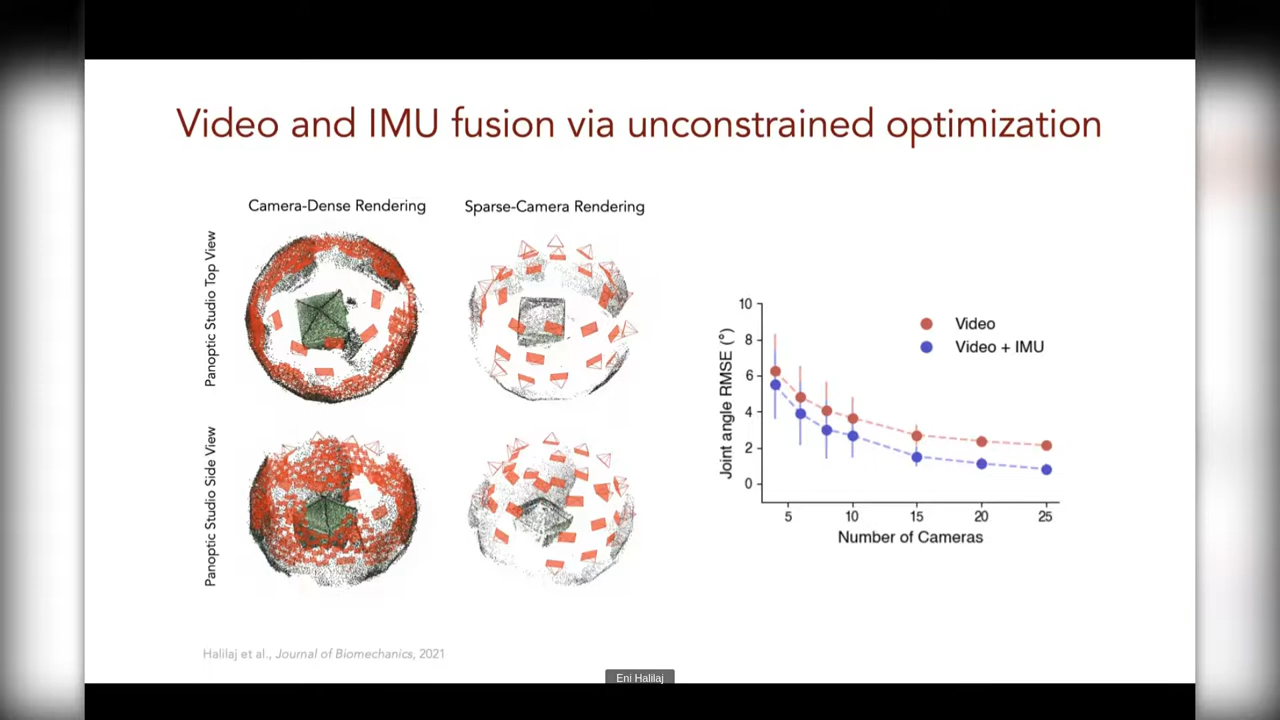 Video and IMU fusion via unconstrained optimization
Camera-Dense Rendering
Sparse-Camera Rendering
Panoptic Studio Top View
Panoptic Studio Side View
10
8
6
4
2
0
Joint angle RMSE (°)
Video
Video + IMU
5
10
15
20
25
Number of Cameras
Halilaj et al., Journal of Biomechanics, 2021
Eni Halilaj